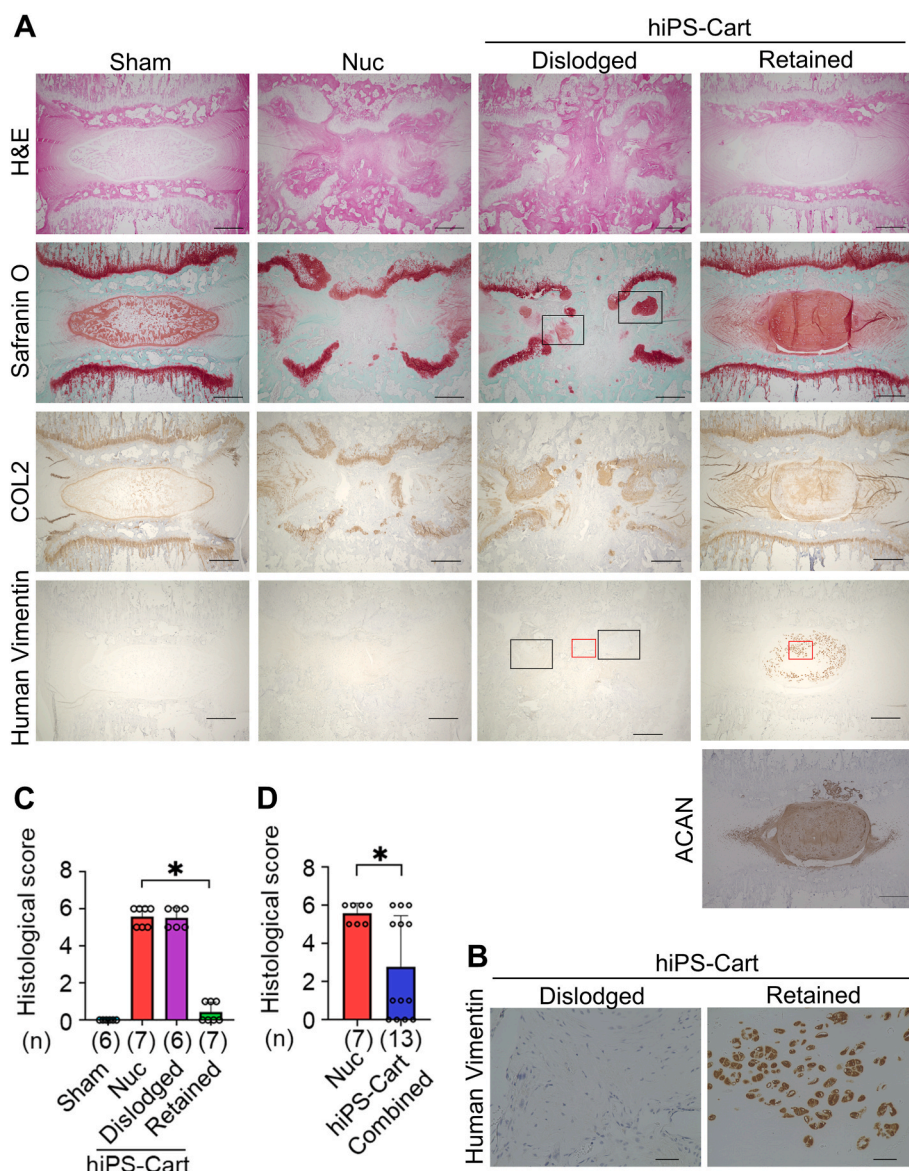 A
hiPS-Cart
Sham
Nuc
Dislodged
Retained
H&E
Safranin O
COL2
Human Vimentin
ACAN
C
Histological score
8
6
4
2
0
*
(n)
(6)
(7)
(6)
(7)
Sham
Nuc
Dislodged
Retained
hiPS-Cart
D
Histological score
8
6
4
2
0
*
(n)
(7)
(13)
Nuc
hiPS-Cart
Combined
B
hiPS-Cart
Dislodged
Retained
Human Vimentin